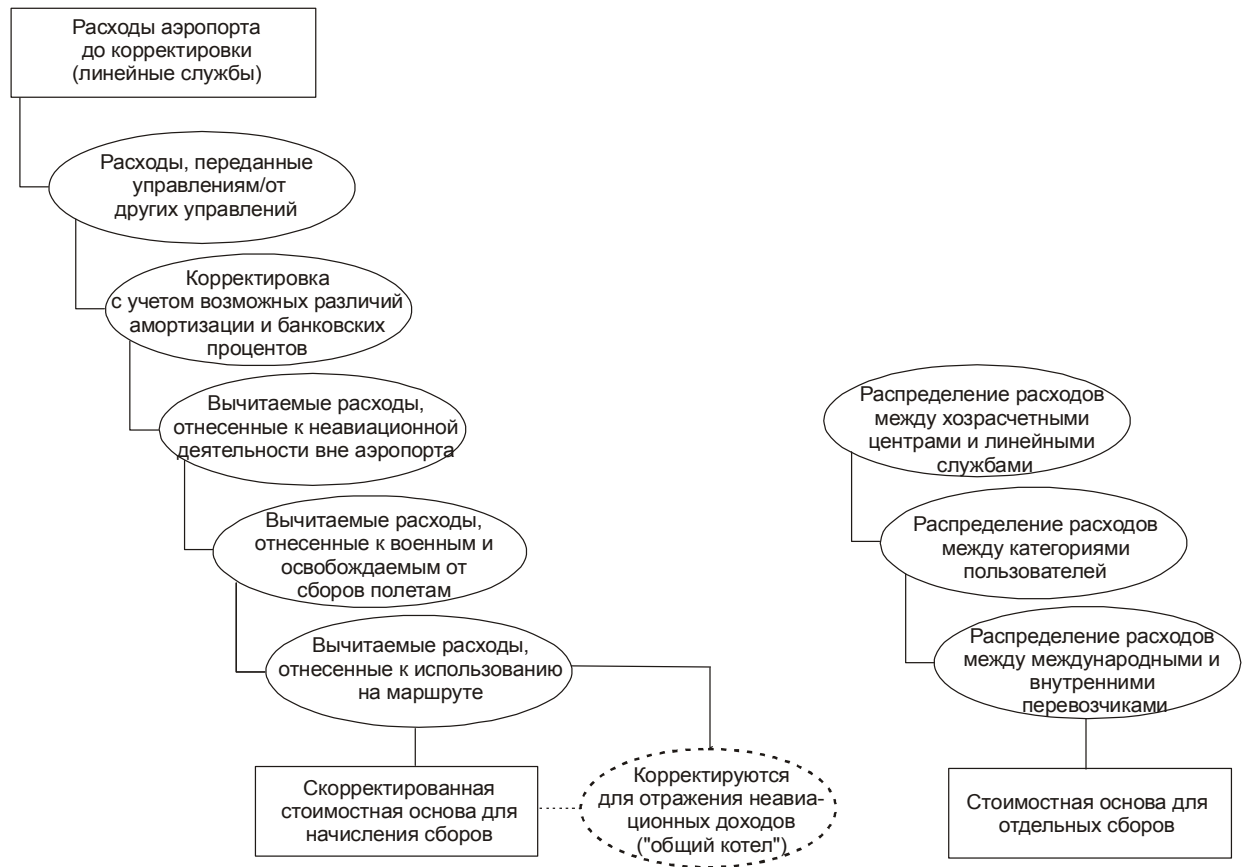 Расходы аэропорта
до корректировки
(линейные службы)
Расходы, переданные
управлениям/от
других управлений
Корректировка
с учетом возможных различий
амортизации и банковских
процентов
Вычитаемые расходы,
отнесенные к неавиационной
деятельности вне аэропорта
Вычитаемые расходы,
отнесенные к военным и
освобождаемым от
сборов полетам
Вычитаемые расходы,
отнесенные к использованию
на маршруте
Скорректированная
стоимостная основа для
начисления сборов
Корректируются
для отражения неавиа-
ционных доходов
("общий котел")
Распределение расходов
между хозрасчетными
центрами и линейными
службами
Распределение расходов
между категориями
пользователей
Распределение расходов
между международными и
внутренними
перевозчиками
Стоимостная основа для
отдельных сборов